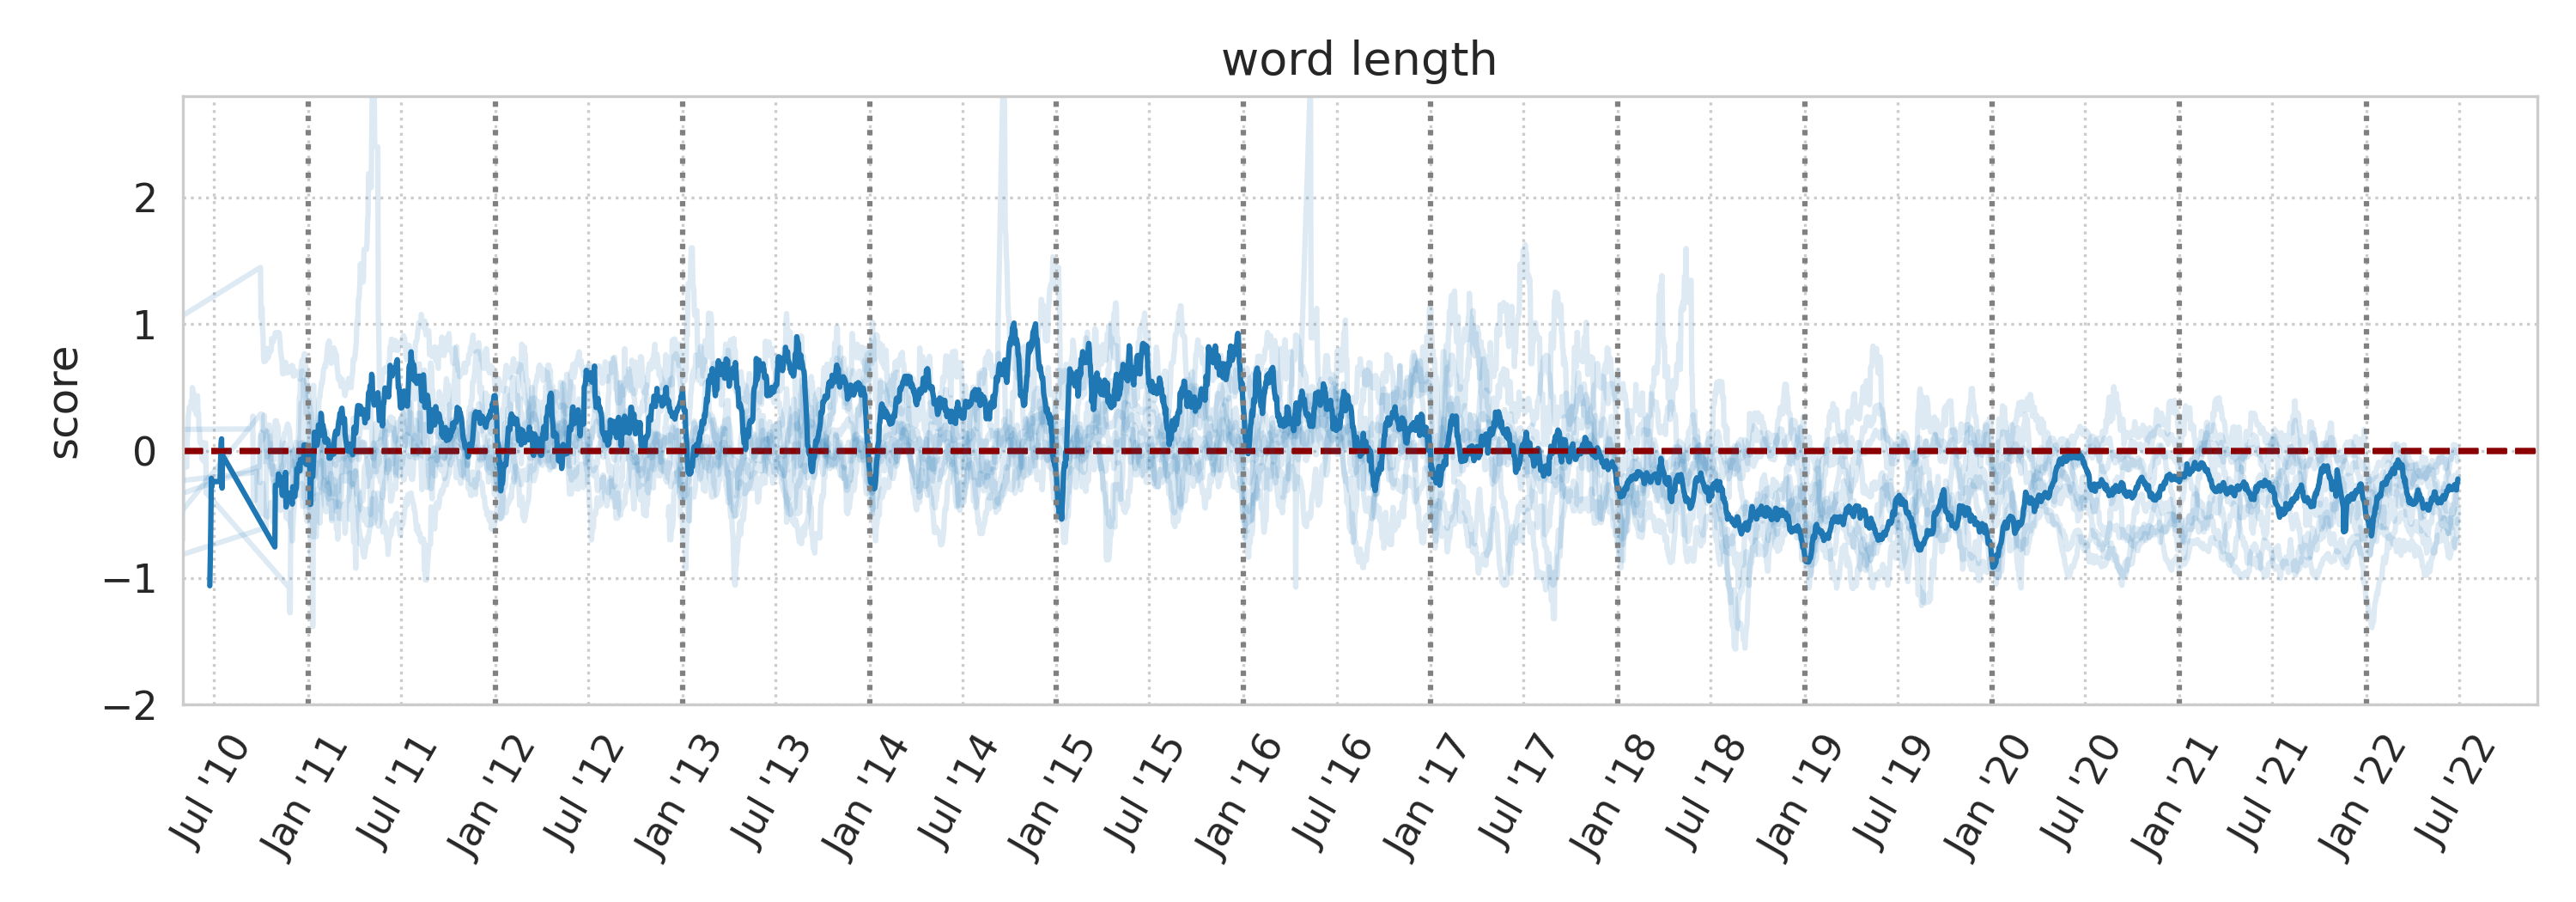 word length
score
2
1
0
−1
−2
Jul '10
Jan '11
Jul '11
Jan '12
Jul '12
Jan '13
Jul '13
Jan '14
Jul '14
Jan '15
Jul '15
Jan '16
Jul '16
Jan '17
Jul '17
Jan '18
Jul '18
Jan '19
Jul '19
Jan '20
Jul '20
Jan '21
Jul '21
Jan '22
Jul '22